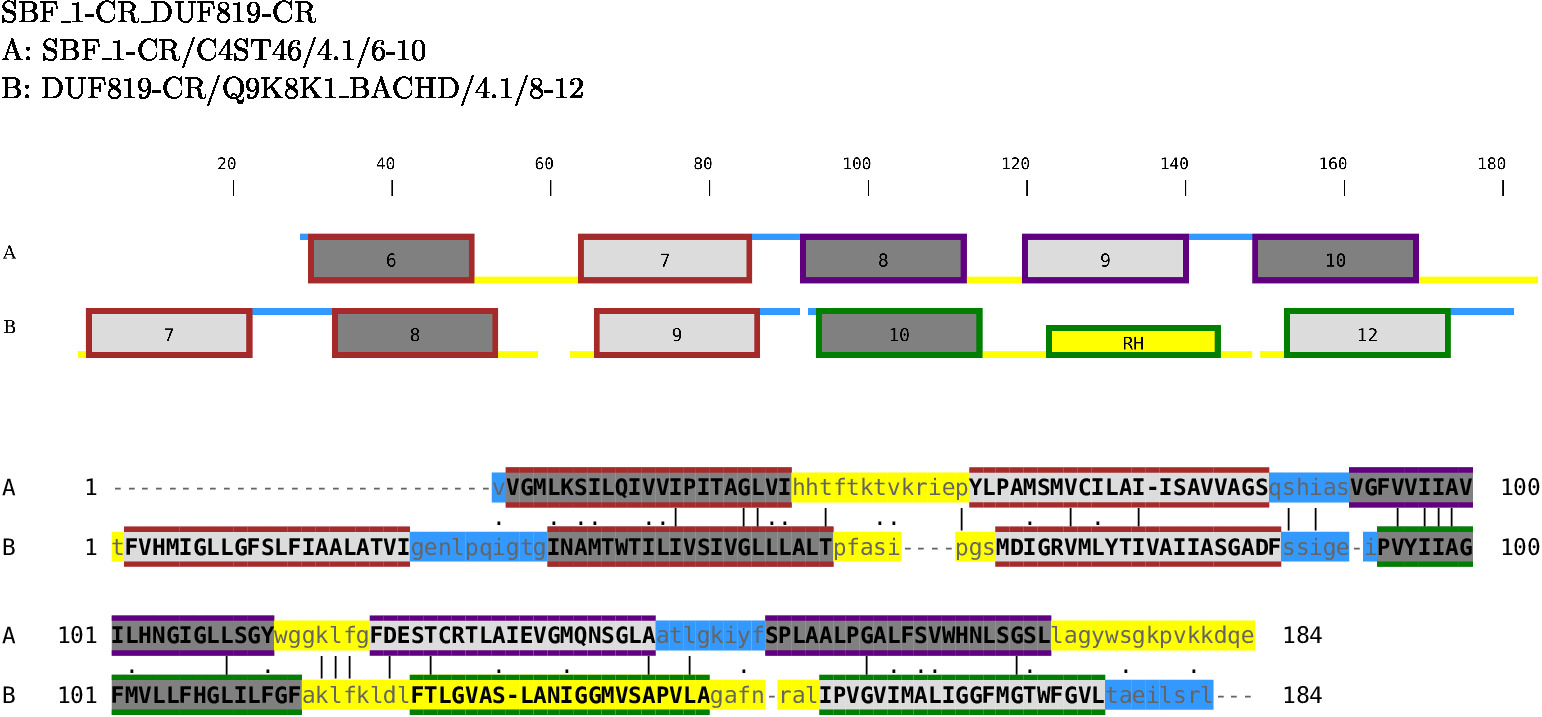 SBF_1-CR_DUF819-CR
A: SBF_1-CR/C4ST46/4.1/6-10
B: DUF819-CR/Q9K8K1_BACHD/4.1/8-12
20 40 60 80 100 120 140 160 180
A 6 7 8 9 10
B 7 8 9 10 RH 12
A 1 ----------------------------vVGMLKSILQIVVIPITAGLVIhhtftktvkriepYLPAMSMVCILAI-ISAVVAGSqshiasVGFVVIIAV 100
B 1 tFVHMIGLLGFSLFIAALATVIgenlpqigtgINAMTWTILIVSIVGLLLALTpfasi----pgsMDIGRVMLYTIVAIIASGADFssige-iPVYIIAG 100
A 101 ILHNGIGLLSGYwggklfgFDESTCRTLAIEVGMQNSGLAatlgkiyfSPLAALPGALFSVWHNLSGSLlagywsgkpvkkdqe 184
B 101 FMVLLFHGLILFGFaklfkldlFTLGVAS-LANIGGMVSAPVLAgafn-ralIPVGVIMALIGGFMGTWFGVLtaeilsrl--- 184